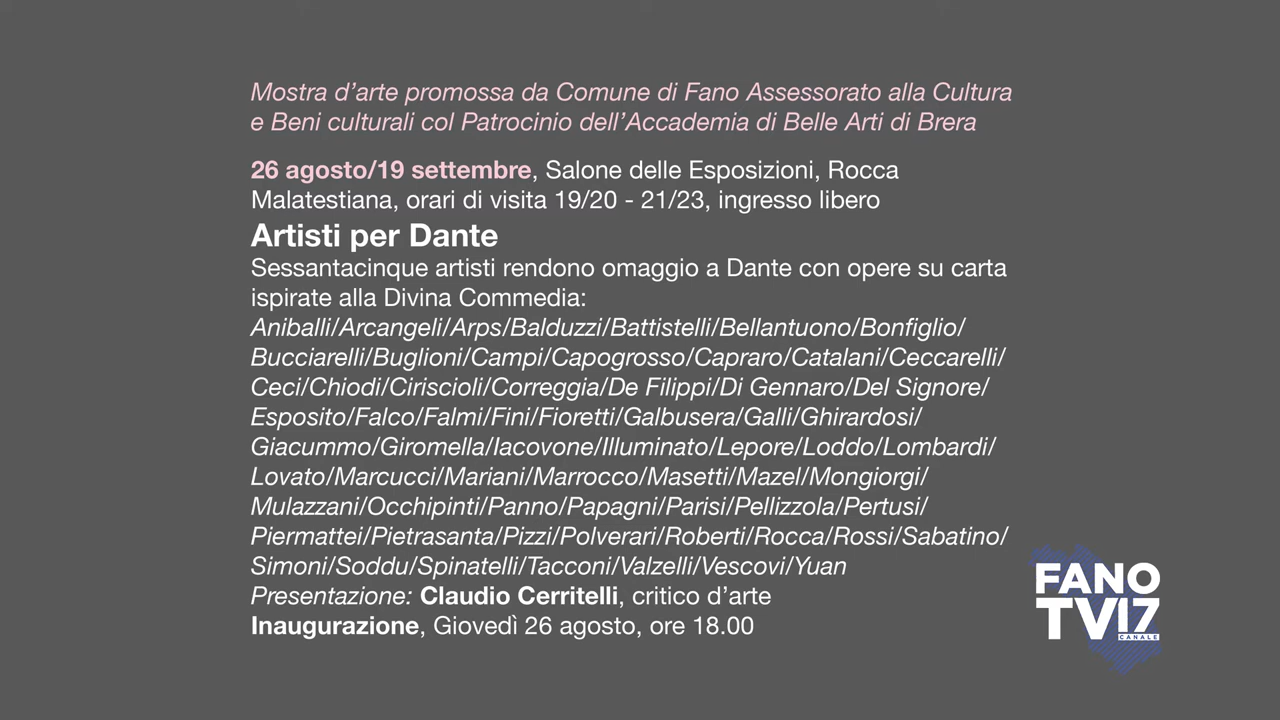 Mostra d’arte promossa da Comune di Fano Assessorato alla Cultura
e Beni culturali col Patrocinio dell’Accademia di Belle Arti di Brera
26 agosto/19 settembre, Salone delle Esposizioni, Rocca
Malatestiana, orari di visita 19/20 - 21/23, ingresso libero
Artisti per Dante
Sessantacinque artisti rendono omaggio a Dante con opere su carta
ispirate alla Divina Commedia:
Aniballi/Arcangeli/Arps/Balduzzi/Battistelli/Bellantuono/Bonfiglio/
Bucciarelli/Buglioni/Campi/Capogrosso/Capraro/Catalani/Ceccarelli/
Ceci/Chiodi/Ciriscioli/Correggia/De Filippi/Di Gennaro/Del Signore/
Esposito/Falco/Falmi/Fini/Fioretti/Galbusera/Galli/Ghirardosi/
Giacummo/Giromella/Iacovone/Illuminato/Lepore/Loddo/Lombardi/
Lovato/Marcucci/Mariani/Marrocco/Masetti/Mazel/Mongiorgi/
Mulazzani/Occhipinti/Panno/Papagni/Parisi/Pellizzola/Pertusi/
Piermattei/Pietrasanta/Pizzi/Polverari/Roberti/Rocca/Rossi/Sabatino/
Simoni/Soddu/Spinatelli/Tacconi/Valzelli/Vescovi/Yuan
Presentazione: Claudio Cerritelli, critico d’arte
Inaugurazione, Giovedì 26 agosto, ore 18.00
FANO
TV17
CANALE